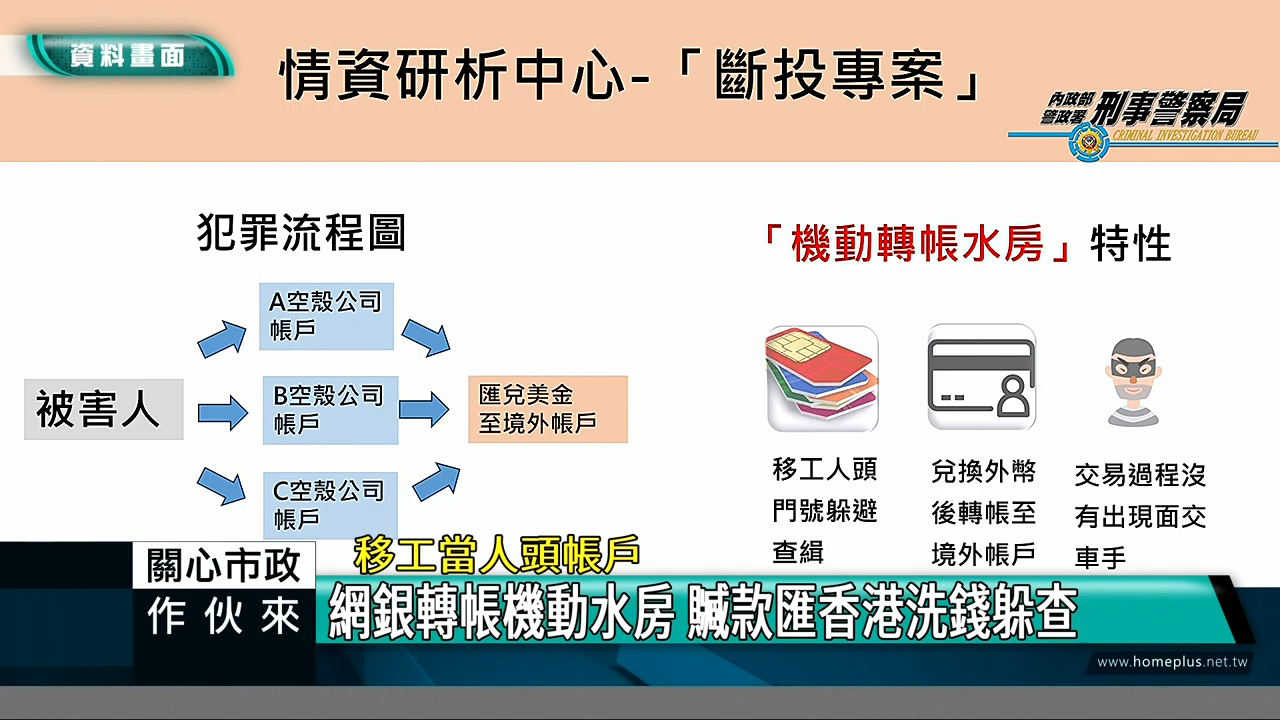 資料畫面
情資研析中心-「斷投專案」
內政部
警政署
刑事警察局
CRIMINAL INVESTIGATION BUREAU
犯罪流程圖
A空殼公司
帳戶
被害人
B空殼公司
帳戶
C空殼公司
帳戶
匯兌美金
至境外帳戶
「機動轉帳水房」特性
移工人頭
門號躲避
查緝
兌換外幣
後轉帳至
境外帳戶
交易過程沒
有出現面交
車手
關心市政
作伙來
移工當人頭帳戶
網銀轉帳機動水房 贓款匯香港洗錢躲查
www.homeplus.net.tw